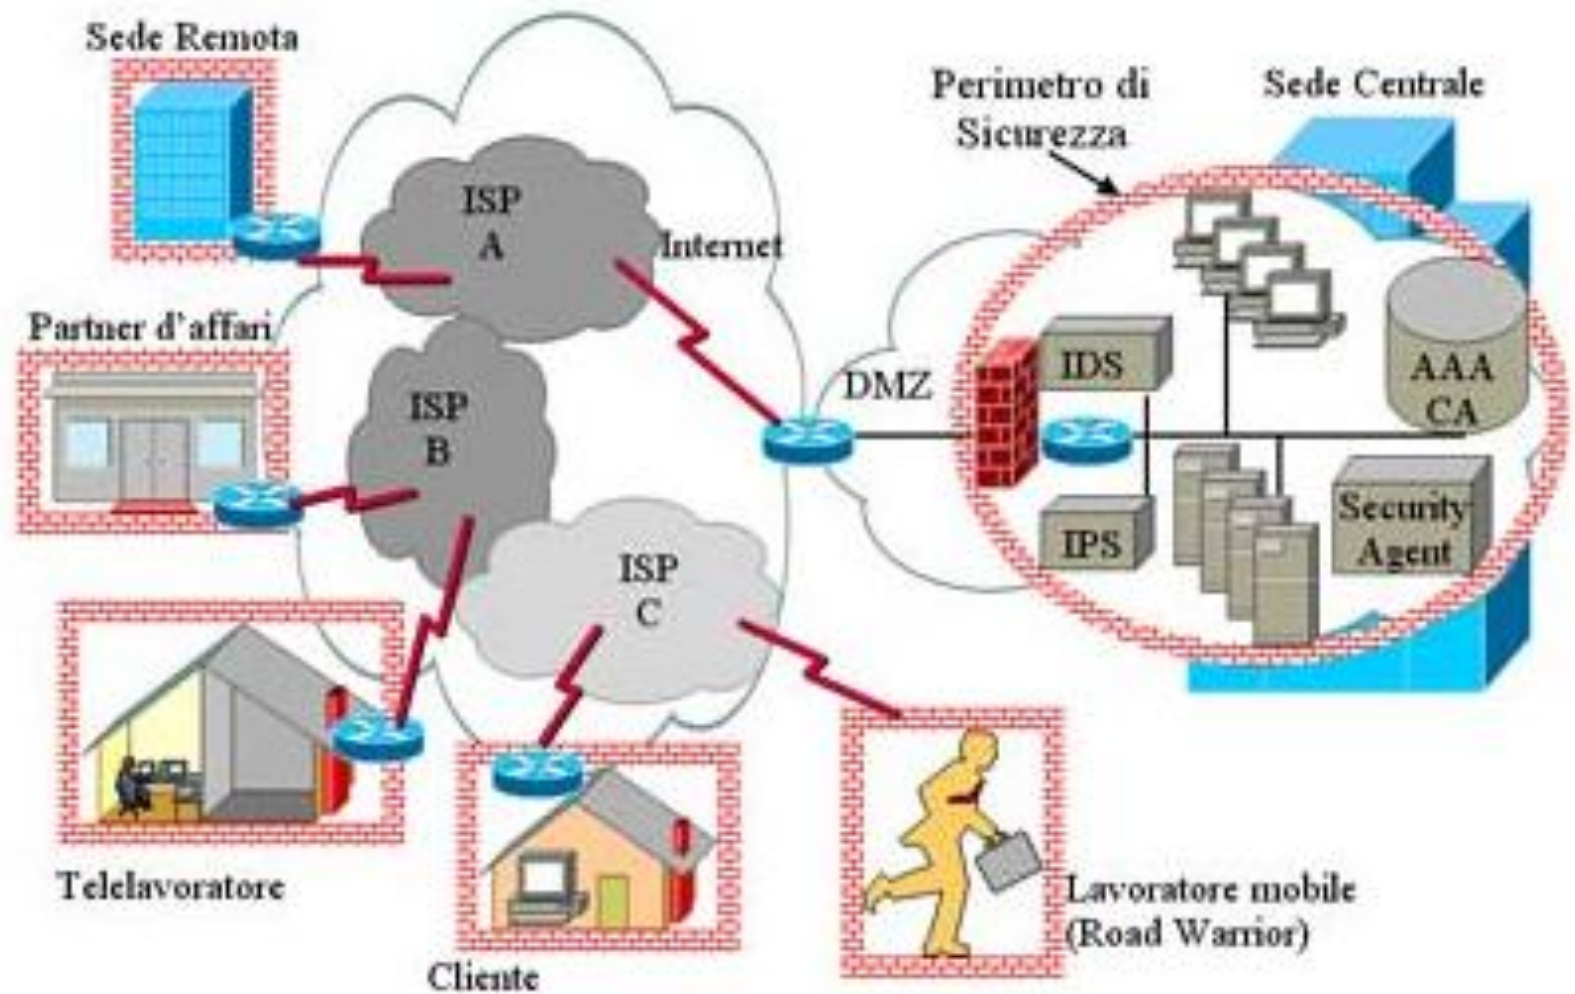 Sede Remota
Perimetro di
Sicurezza
Sede Centrale
ISP
A
Internet
Partner d'affari
ISP
B
DMZ
IDS
AAA
CA
IPS
Security
Agent
ISP
C
Telelavoratore
Cliente
Lavoratore mobile
(Road Warrior)